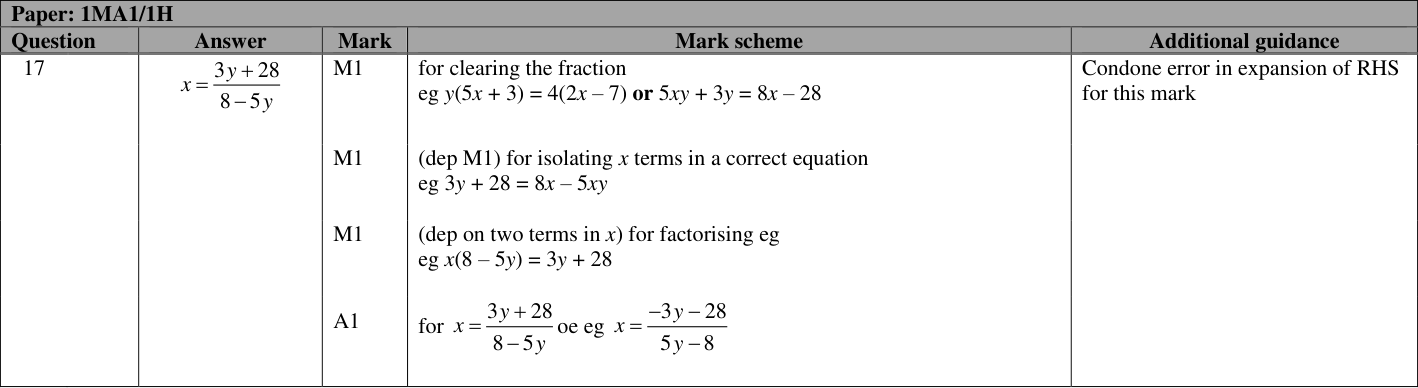 Paper: 1MA1/1H
Question Answer Mark Mark scheme Additional guidance
17 x = (3y + 28)/(8 – 5y) M1 for clearing the fraction Condone error in expansion of RHS
eg y(5x + 3) = 4(2x – 7) or 5xy + 3y = 8x – 28 for this mark
M1 (dep M1) for isolating x terms in a correct equation
eg 3y + 28 = 8x – 5xy
M1 (dep on two terms in x) for factorising eg
eg x(8 – 5y) = 3y + 28
A1 for x = (3y + 28)/(8 – 5y) oe eg x = (–3y – 28)/(5y – 8)